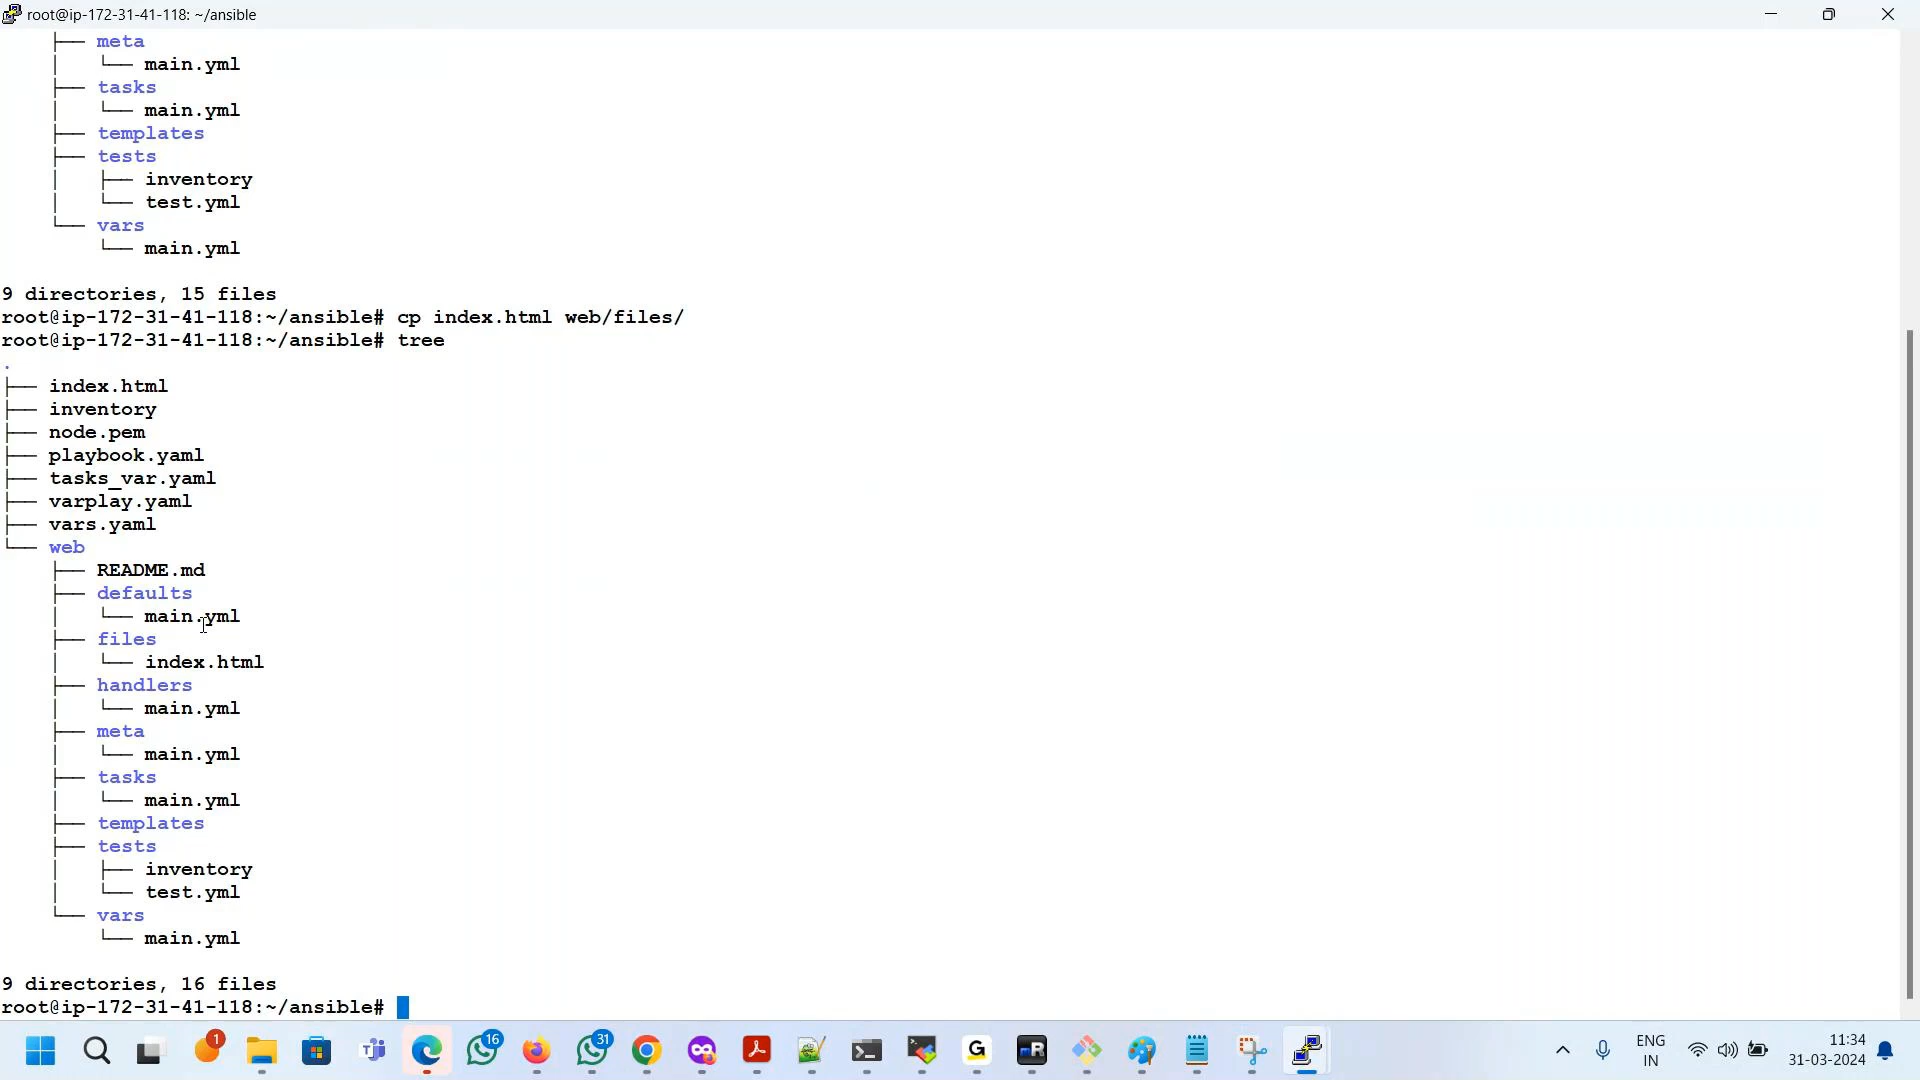 root@ip-172-31-41-118: ~/ansible
├── meta
│   └── main.yml
├── tasks
│   └── main.yml
├── templates
├── tests
│   ├── inventory
│   └── test.yml
└── vars
    └── main.yml
9 directories, 15 files
root@ip-172-31-41-118:~/ansible# cp index.html web/files/
root@ip-172-31-41-118:~/ansible# tree
.
├── index.html
├── inventory
├── node.pem
├── playbook.yaml
├── tasks_var.yaml
├── varplay.yaml
├── vars.yaml
└── web
    ├── README.md
    ├── defaults
    │   └── main.yml
    ├── files
    │   └── index.html
    ├── handlers
    │   └── main.yml
    ├── meta
    │   └── main.yml
    ├── tasks
    │   └── main.yml
    ├── templates
    ├── tests
    │   ├── inventory
    │   └── test.yml
    └── vars
        └── main.yml
9 directories, 16 files
root@ip-172-31-41-118:~/ansible#
1
16
31
G
R
ENG
IN
11:34
31-03-2024